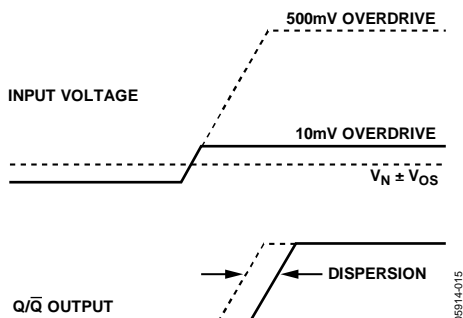 500mV OVERDRIVE
INPUT VOLTAGE
10mV OVERDRIVE
V_N ± V_OS
DISPERSION
Q/Q̅ OUTPUT
05914-015